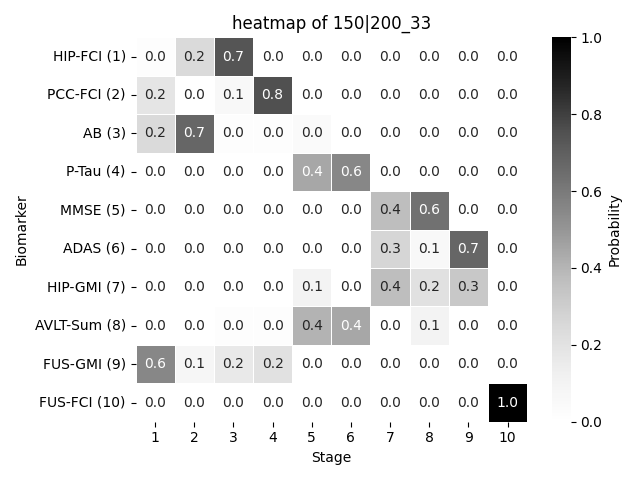 heatmap of 150|200_33
HIP-FCI (1) 0.0 0.2 0.7 0.0 0.0 0.0 0.0 0.0 0.0 0.0
PCC-FCI (2) 0.2 0.0 0.1 0.8 0.0 0.0 0.0 0.0 0.0 0.0
AB (3) 0.2 0.7 0.0 0.0 0.0 0.0 0.0 0.0 0.0 0.0
P-Tau (4) 0.0 0.0 0.0 0.0 0.4 0.6 0.0 0.0 0.0 0.0
MMSE (5) 0.0 0.0 0.0 0.0 0.0 0.0 0.4 0.6 0.0 0.0
ADAS (6) 0.0 0.0 0.0 0.0 0.0 0.0 0.3 0.1 0.7 0.0
HIP-GMI (7) 0.0 0.0 0.0 0.0 0.1 0.0 0.4 0.2 0.3 0.0
AVLT-Sum (8) 0.0 0.0 0.0 0.0 0.4 0.4 0.0 0.1 0.0 0.0
FUS-GMI (9) 0.6 0.1 0.2 0.2 0.0 0.0 0.0 0.0 0.0 0.0
FUS-FCI (10) 0.0 0.0 0.0 0.0 0.0 0.0 0.0 0.0 0.0 1.0
1 2 3 4 5 6 7 8 9 10
Stage
Biomarker
1.0
0.8
0.6
0.4
0.2
0.0
Probability